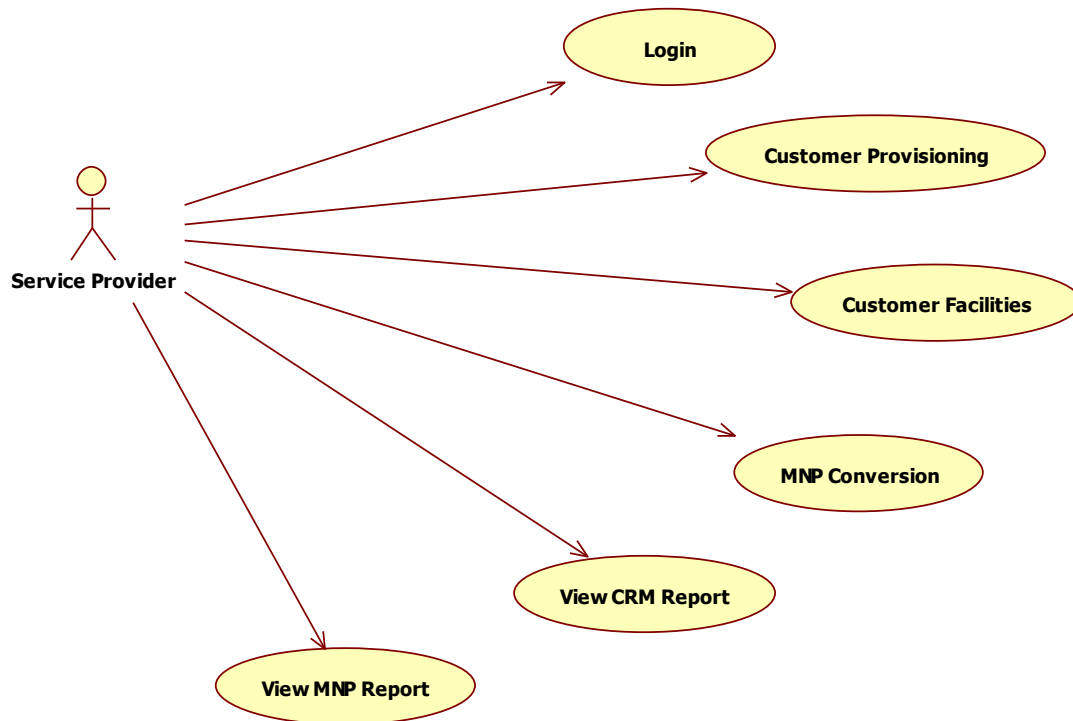 Login
Customer Provisioning
Service Provider
Customer Facilities
MNP Conversion
View CRM Report
View MNP Report